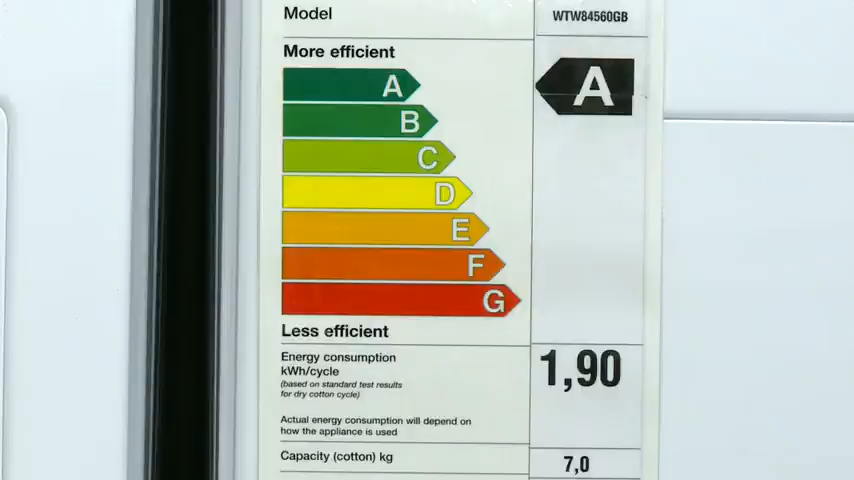 Model WTW84560GB
More efficient
A A
B
C
D
E
F
G
Less efficient
Energy consumption
kWh/cycle 1,90
(based on standard test results
for dry cotton cycle)
Actual energy consumption will depend on
how the appliance is used
Capacity (cotton) kg 7,0